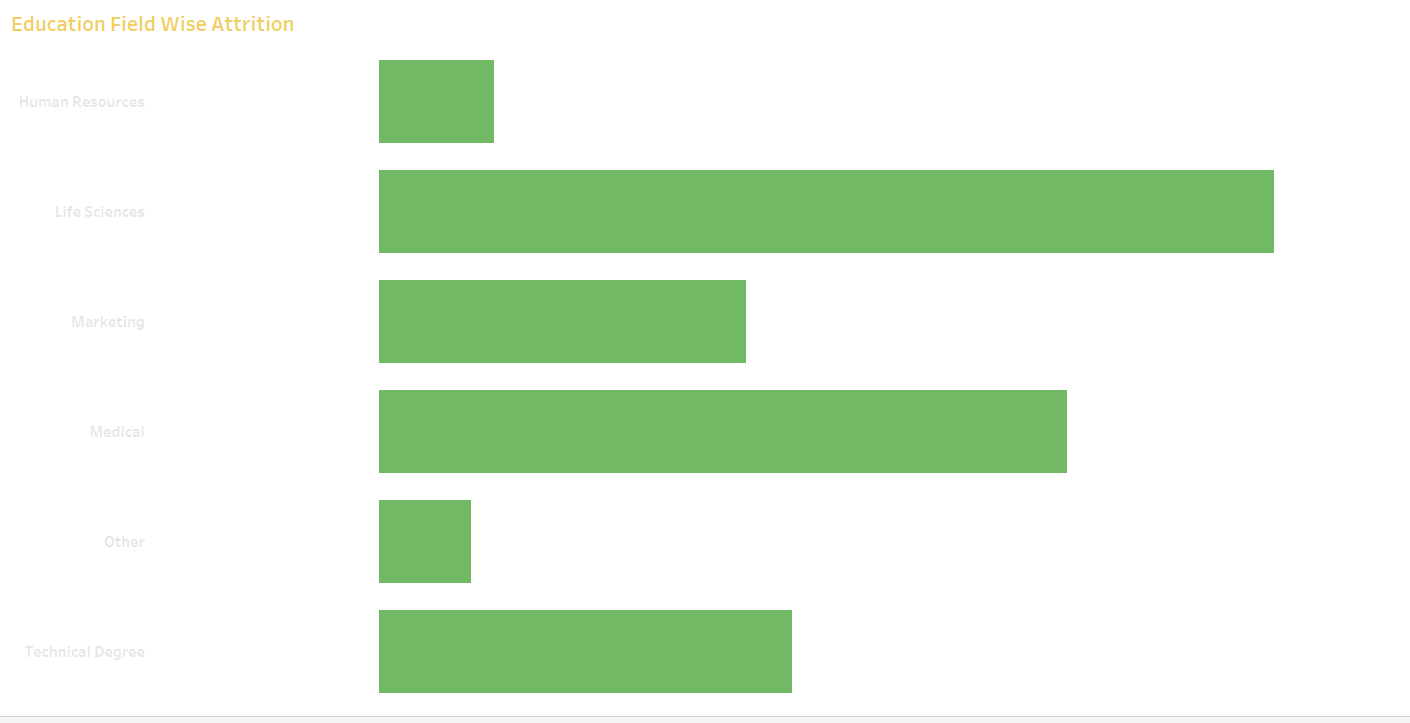 Education Field Wise Attrition
Human Resources
Life Sciences
Marketing
Medical
Other
Technical Degree